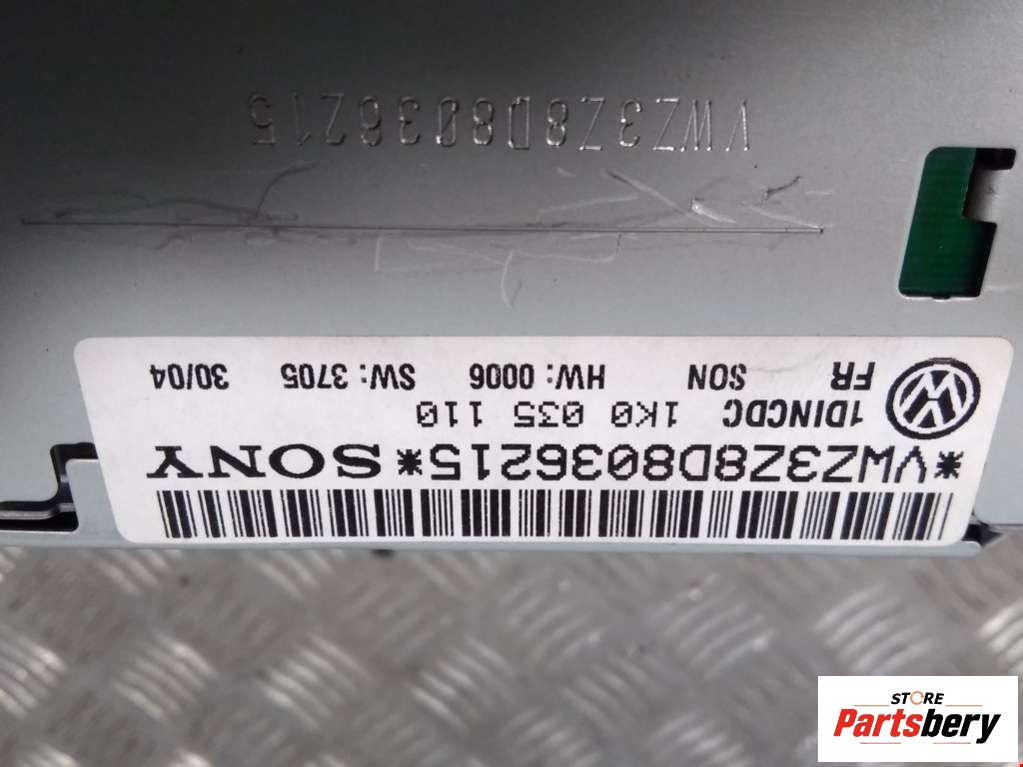 VWZ3Z8D8036215
FR SON HW: 0006 SW: 3705 30/04
1DINCDC 1K0 035 110
*VWZ3Z8D8036215* SONY
STORE
Partsbery